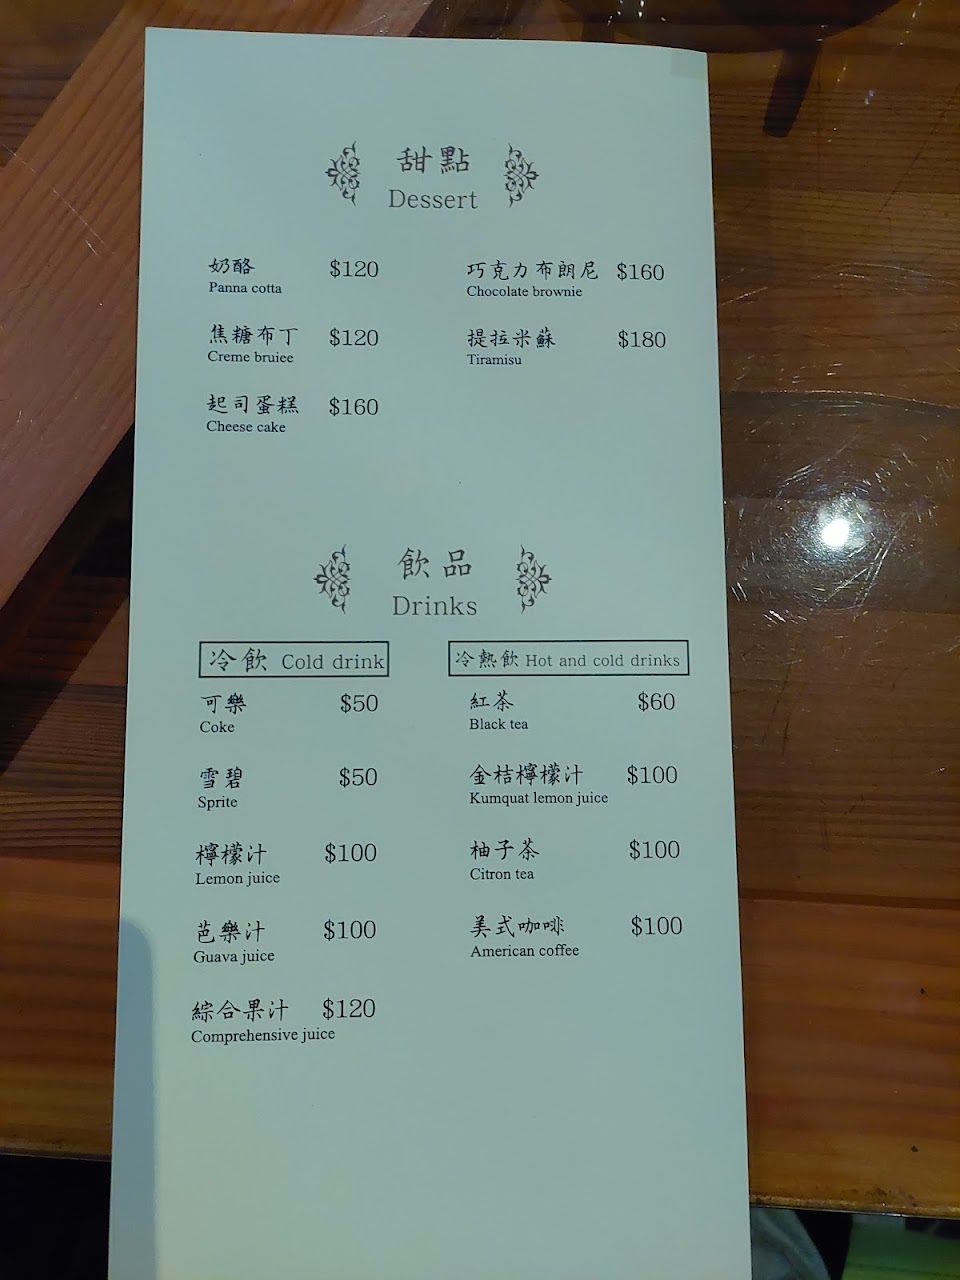 甜點
Dessert
奶酪 $120
Panna cotta
焦糖布丁 $120
Creme bruiee
起司蛋糕 $160
Cheese cake
巧克力布朗尼 $160
Chocolate brownie
提拉米蘇 $180
Tiramisu
飲品
Drinks
冷飲 Cold drink
可樂 $50
Coke
雪碧 $50
Sprite
檸檬汁 $100
Lemon juice
芭樂汁 $100
Guava juice
綜合果汁 $120
Comprehensive juice
冷熱飲 Hot and cold drinks
紅茶 $60
Black tea
金桔檸檬汁 $100
Kumquat lemon juice
柚子茶 $100
Citron tea
美式咖啡 $100
American coffee